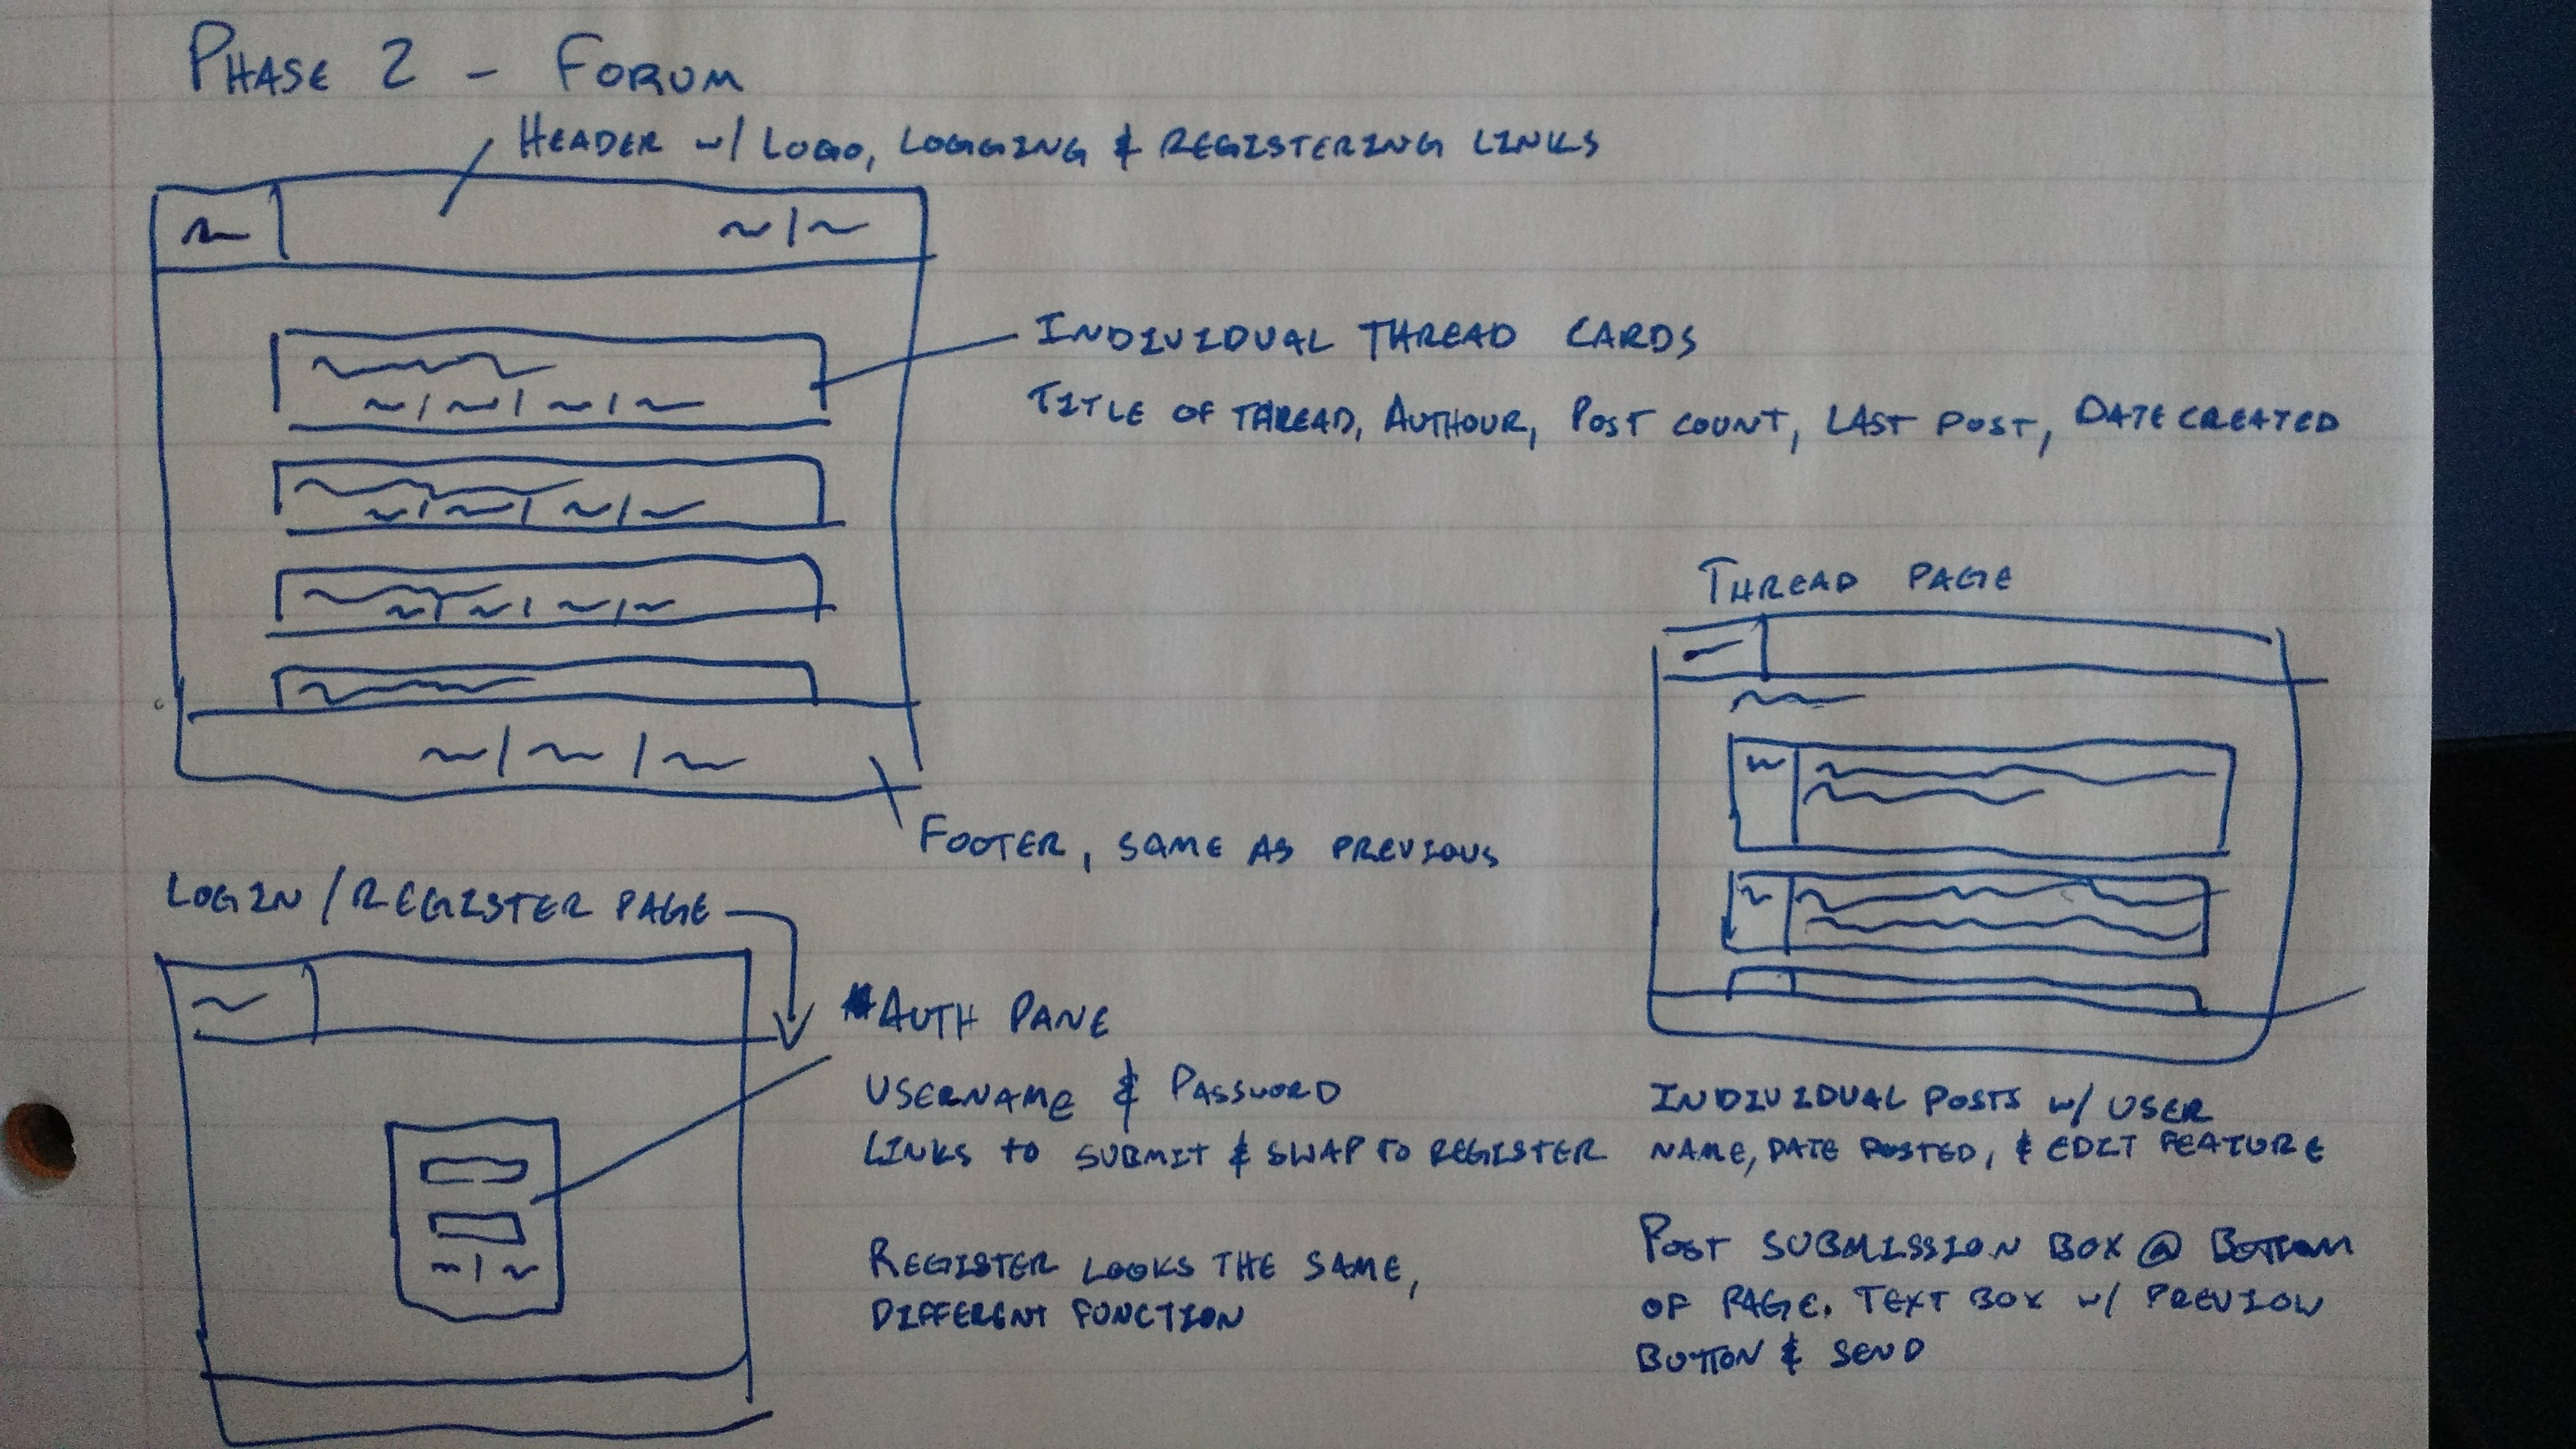 PHASE 2 - FORUM
HEADER w/ LOGO, LOGGING & REGISTERING LINKS
INDIVIDUAL THREAD CARDS
TITLE OF THREAD, AUTHOUR, POST COUNT, LAST POST, DATE CREATED
FOOTER, SAME AS PREVIOUS
LOGIN / REGISTER PAGE
AUTH PANE
USERNAME & PASSWORD
LINKS TO SUBMIT & SWAP TO REGISTER
REGISTER LOOKS THE SAME,
DIFFERENT FUNCTION
THREAD PAGE
INDIVIDUAL POSTS w/ USER
NAME, DATE POSTED, & EDIT FEATURE
POST SUBMISSION BOX @ BOTTOM
OF PAGE. TEXT BOX w/ PREVIOW
BUTTON & SEND